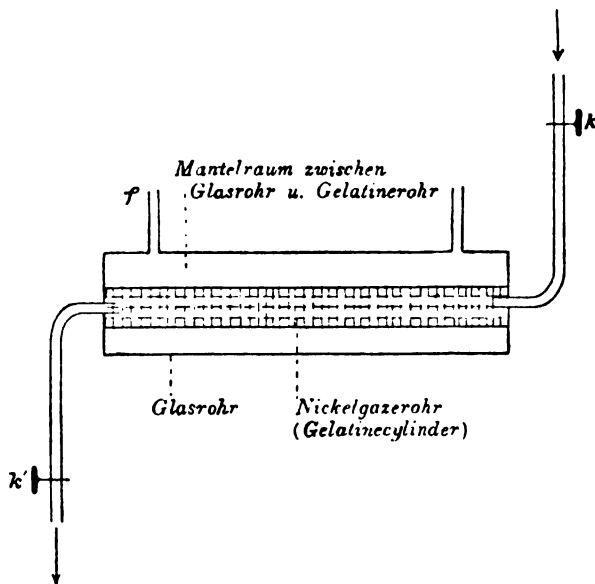 k
Mantelraum zwischen
Glasrohr u. Gelatinerohr
Glasrohr
Nickelgazerohr
(Gelatinecylinder)
k'